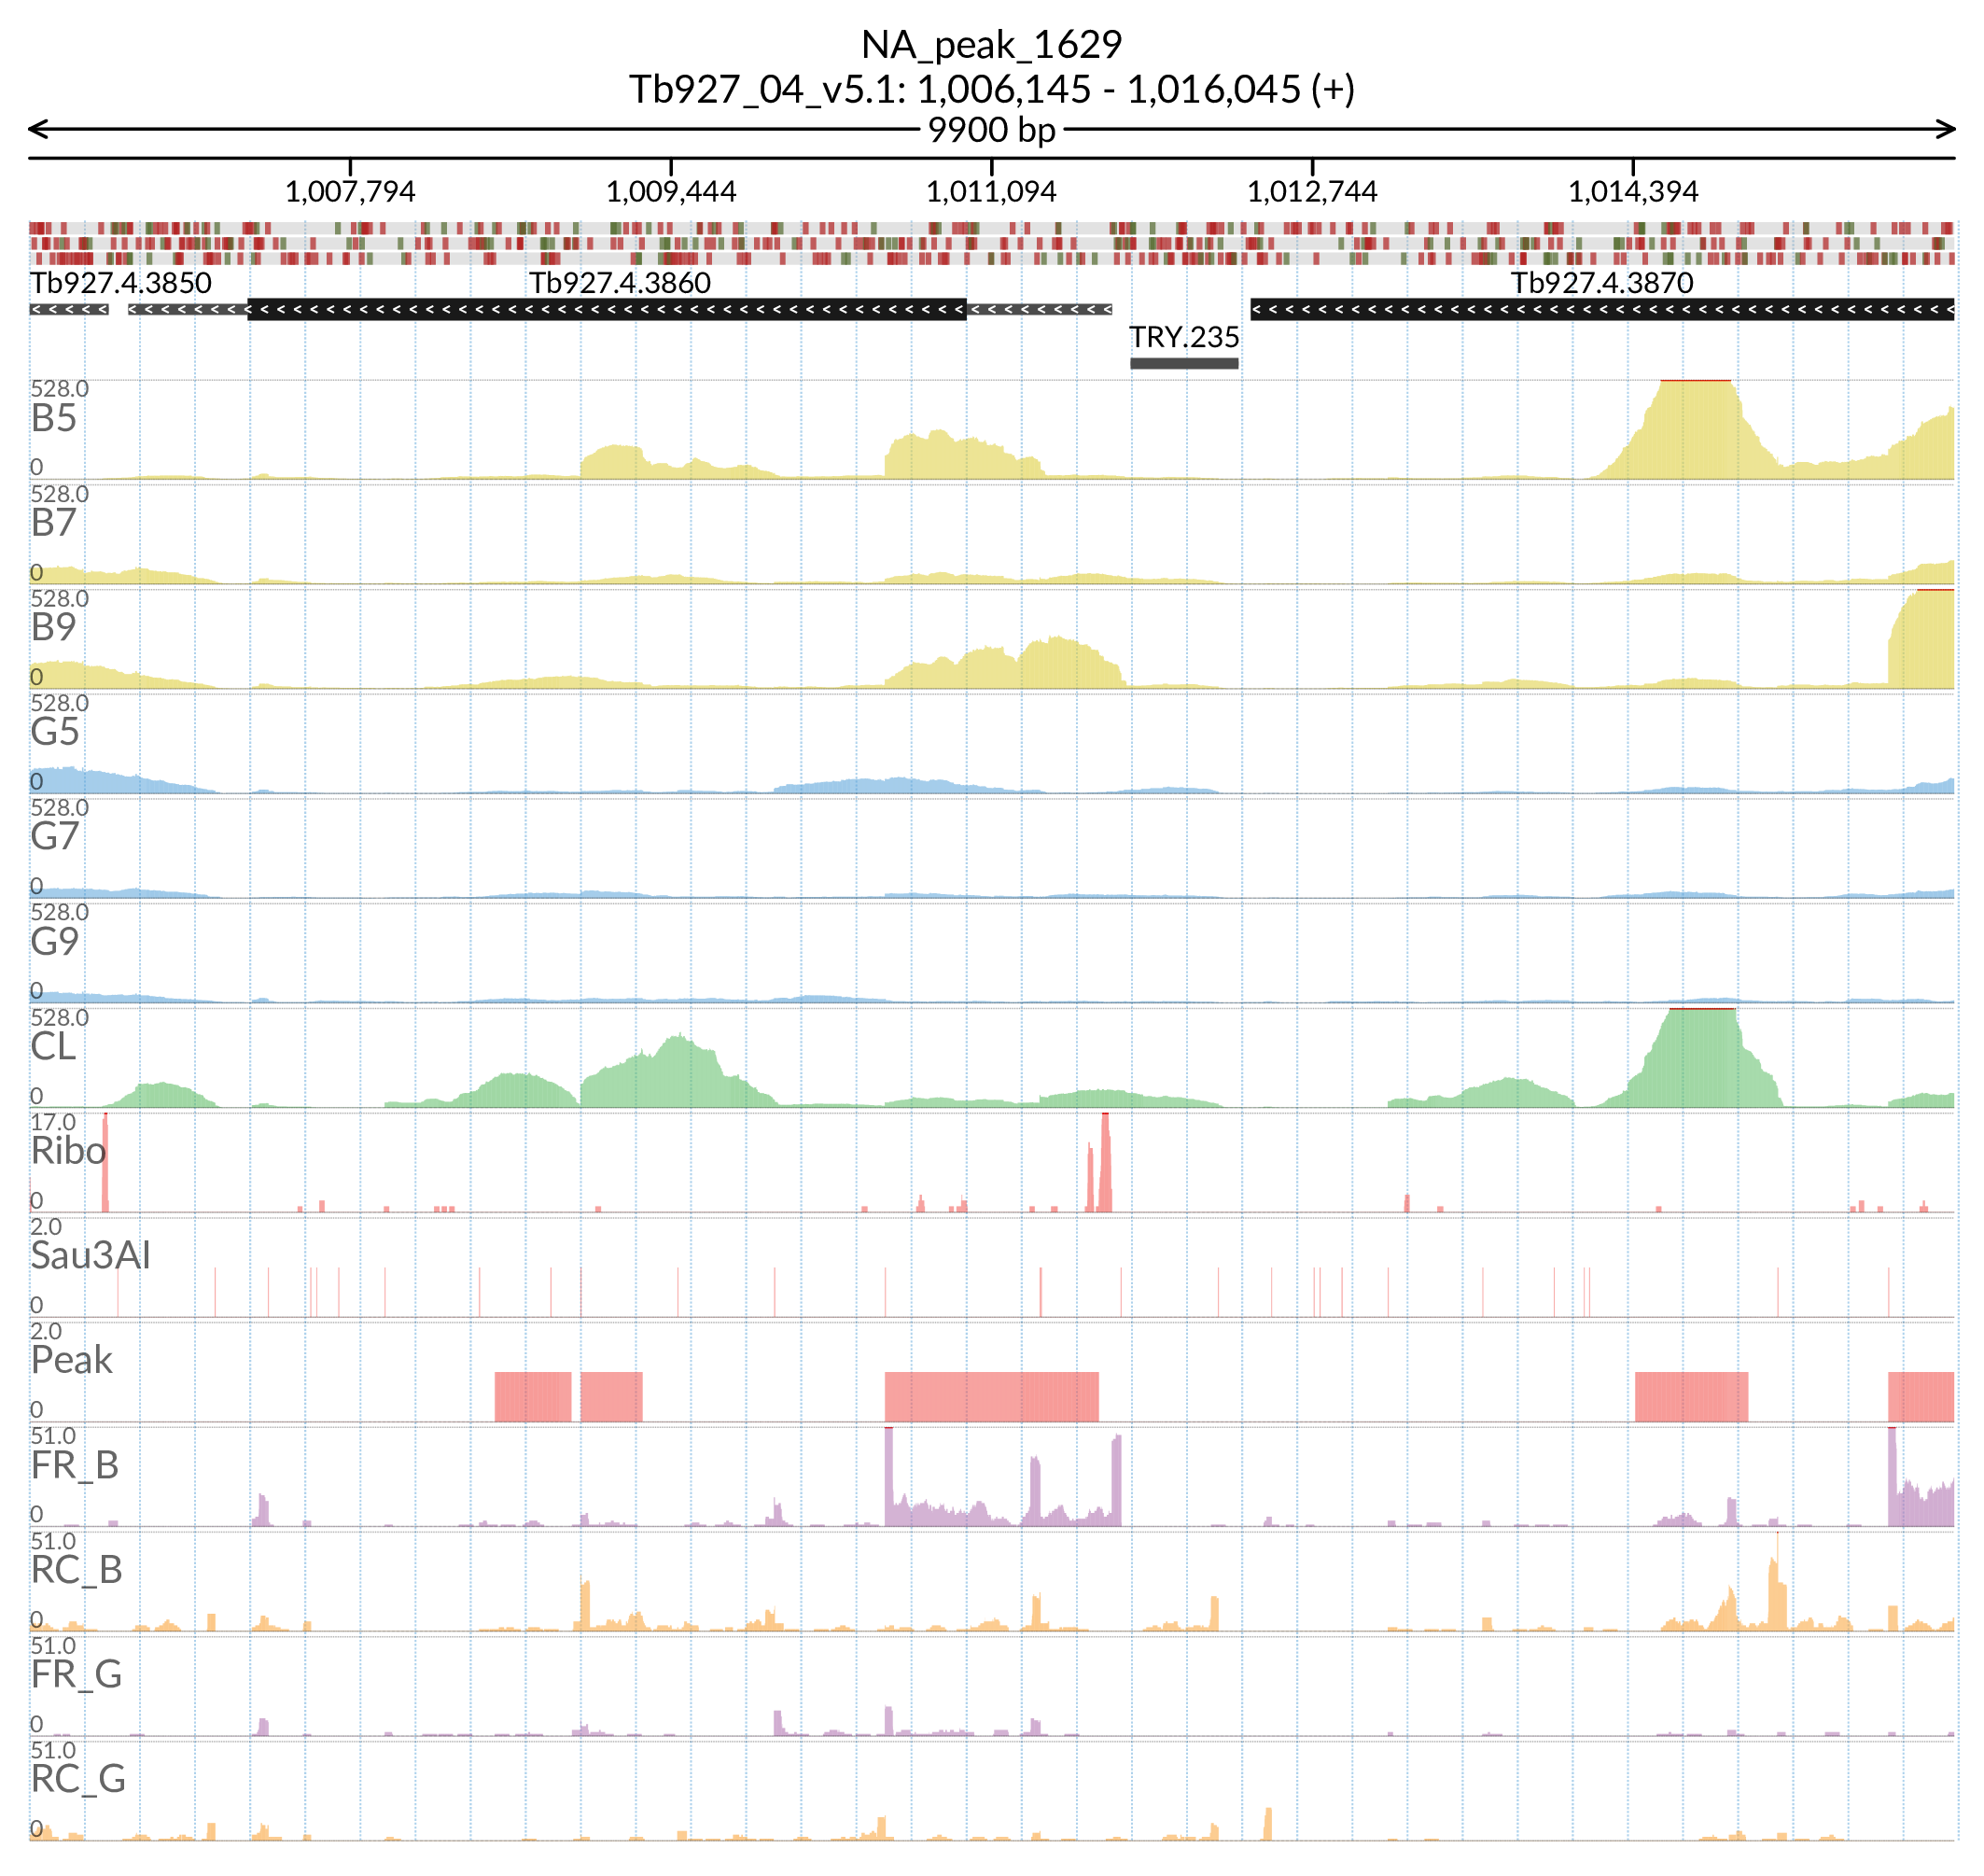 NA_peak_1629
Tb927_04_v5.1: 1,006,145 - 1,016,045 (+)
9900 bp
1,007,794 1,009,444 1,011,094 1,012,744 1,014,394
Tb927.4.3850 Tb927.4.3860 Tb927.4.3870
TRY.235
528.0
B5
0
528.0
B7
0
528.0
B9
0
528.0
G5
0
528.0
G7
0
528.0
G9
0
528.0
CL
0
17.0
Ribo
0
2.0
Sau3AI
0
2.0
Peak
0
51.0
FR_B
0
51.0
RC_B
0
51.0
FR_G
0
51.0
RC_G
0